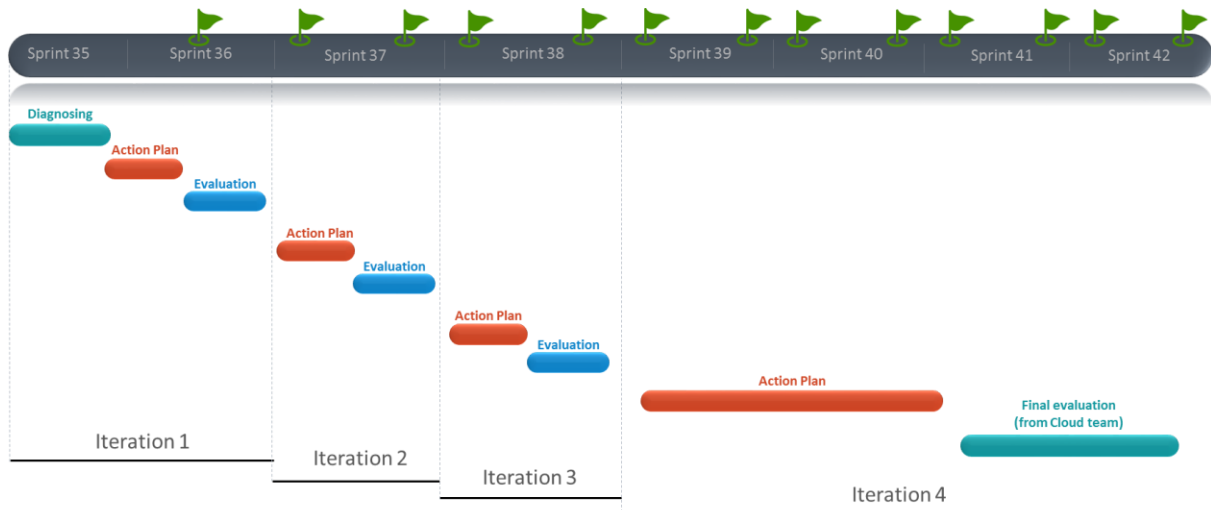 Sprint 35
Sprint 36
Sprint 37
Sprint 38
Sprint 39
Sprint 40
Sprint 41
Sprint 42
Diagnosing
Action Plan
Evaluation
Action Plan
Evaluation
Action Plan
Evaluation
Action Plan
Final evaluation
(from Cloud team)
Iteration 1
Iteration 2
Iteration 3
Iteration 4